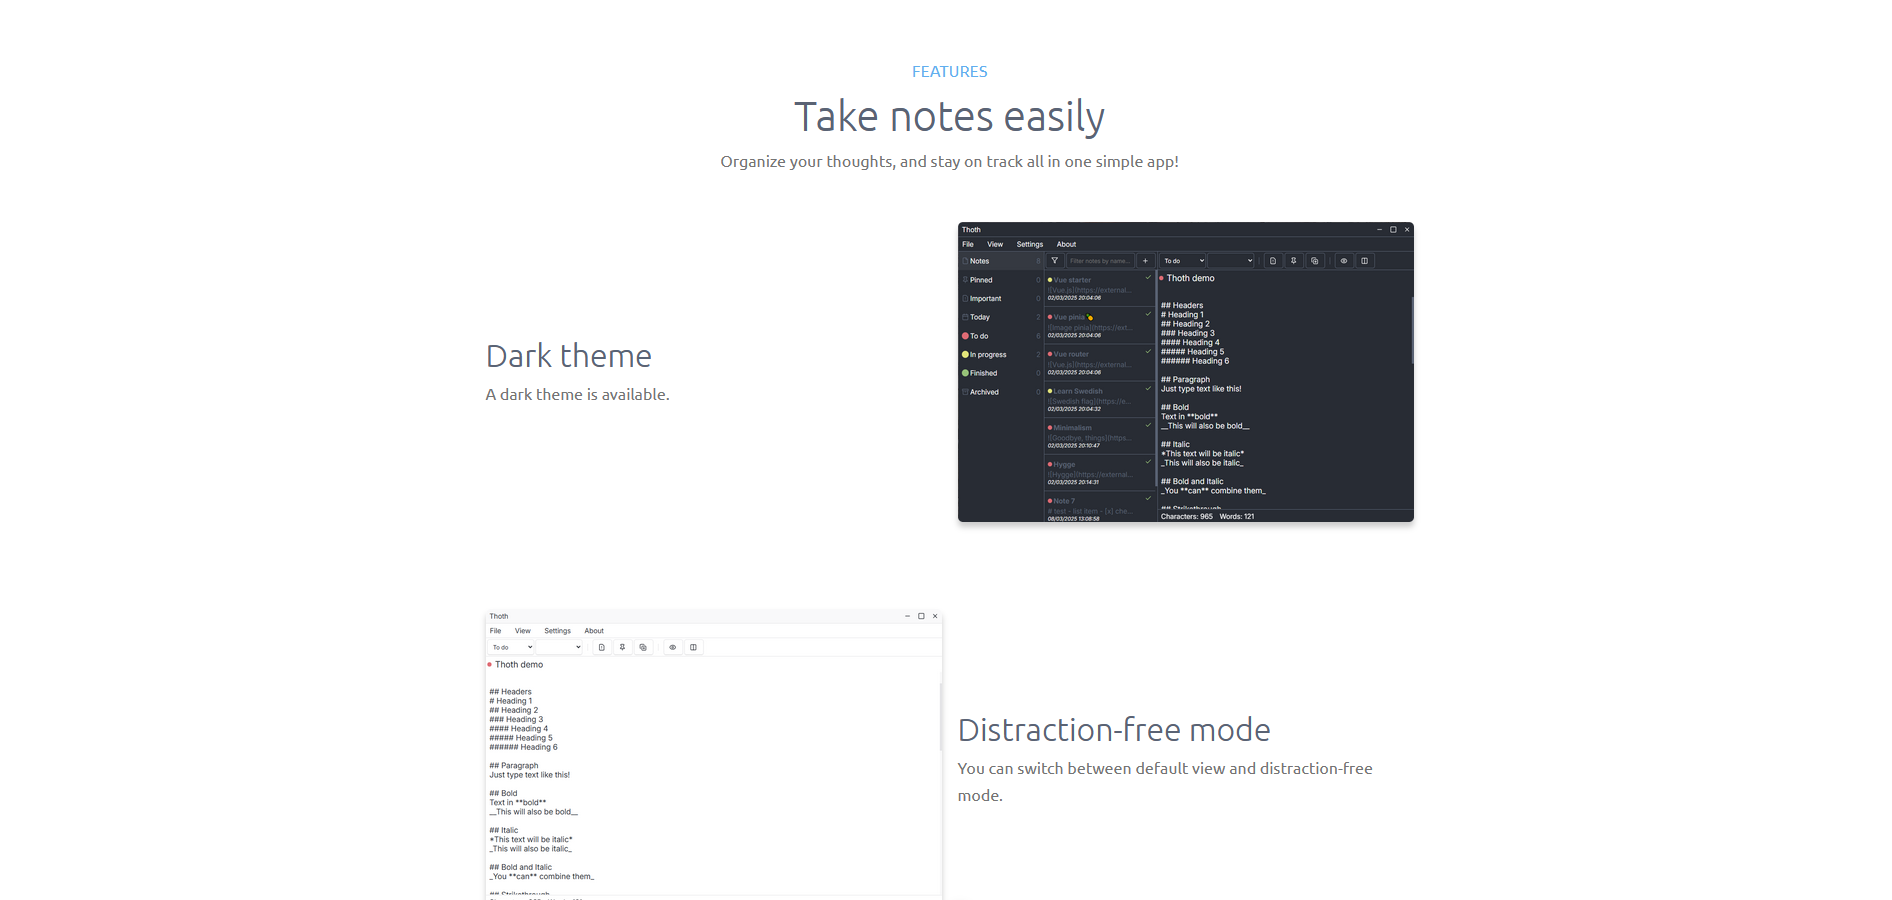 FEATURES
Take notes easily
Organize your thoughts, and stay on track all in one simple app!
Dark theme
A dark theme is available.
Thoth
File View Settings About
Notes 8
Pinned 0
Important 0
Today 2
To do 6
In progress 2
Finished 0
Archived 0
Filter notes by name...
Vue starter
![Vue.js](https://external...
02/03/2025 20:04:06
Vue pinia
![Image pinia](https://ext...
02/03/2025 20:04:06
Vue router
![Vue.js](https://external...
02/03/2025 20:04:06
Learn Swedish
![Swedish flag](https://e...
02/03/2025 20:04:32
Minimalism
![Goodbye, things](https...
02/03/2025 20:10:47
Hygge
![Hygge](https://external...
02/03/2025 20:14:31
Note 7
# test - list item - [x] che...
08/03/2025 13:08:58
To do
Thoth demo
## Headers
# Heading 1
## Heading 2
### Heading 3
#### Heading 4
##### Heading 5
###### Heading 6
## Paragraph
Just type text like this!
## Bold
Text in **bold**
__This will also be bold__
## Italic
*This text will be italic*
_This will also be italic_
## Bold and Italic
_You **can** combine them_
## Strikethrough
Characters: 965 Words: 121
Thoth
File View Settings About
To do
Thoth demo
## Headers
# Heading 1
## Heading 2
### Heading 3
#### Heading 4
##### Heading 5
###### Heading 6
## Paragraph
Just type text like this!
## Bold
Text in **bold**
__This will also be bold__
## Italic
*This text will be italic*
_This will also be italic_
## Bold and Italic
_You **can** combine them_
## Strikethrough
Distraction-free mode
You can switch between default view and distraction-free
mode.